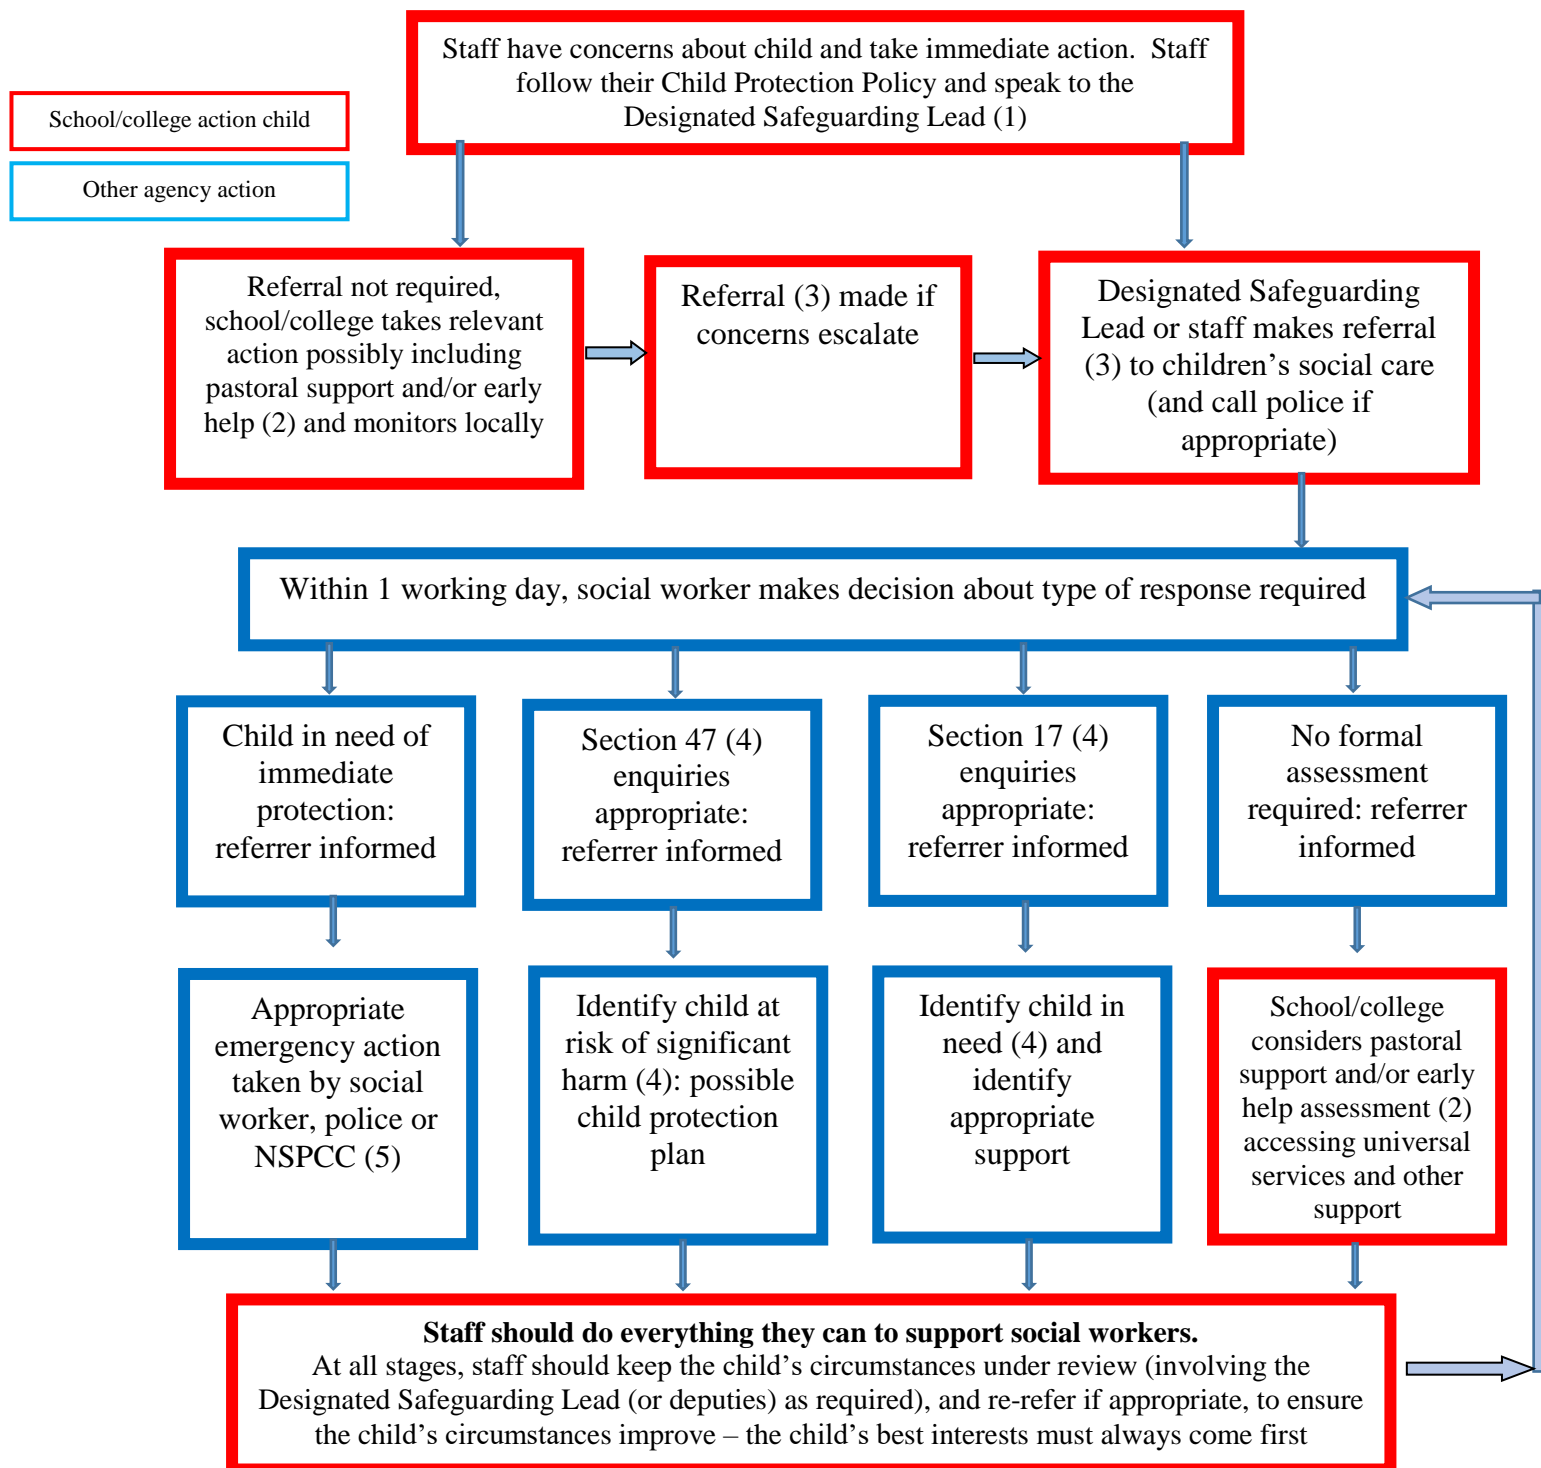 Staff have concerns about child and take immediate action.  Staff
follow their Child Protection Policy and speak to the
Designated Safeguarding Lead (1)
School/college action child
Other agency action
Referral not required,
school/college takes relevant
action possibly including
pastoral support and/or early
help (2) and monitors locally
Referral (3) made if
concerns escalate
Designated Safeguarding
Lead or staff makes referral
(3) to children’s social care
(and call police if
appropriate)
Within 1 working day, social worker makes decision about type of response required
Child in need of
immediate
protection:
referrer informed
Section 47 (4)
enquiries
appropriate:
referrer informed
Section 17 (4)
enquiries
appropriate:
referrer informed
No formal
assessment
required: referrer
informed
Appropriate
emergency action
taken by social
worker, police or
NSPCC (5)
Identify child at
risk of significant
harm (4): possible
child protection
plan
Identify child in
need (4) and
identify
appropriate
support
School/college
considers pastoral
support and/or early
help assessment (2)
accessing universal
services and other
support
Staff should do everything they can to support social workers.
At all stages, staff should keep the child’s circumstances under review (involving the
Designated Safeguarding Lead (or deputies) as required), and re-refer if appropriate, to ensure
the child’s circumstances improve – the child’s best interests must always come first